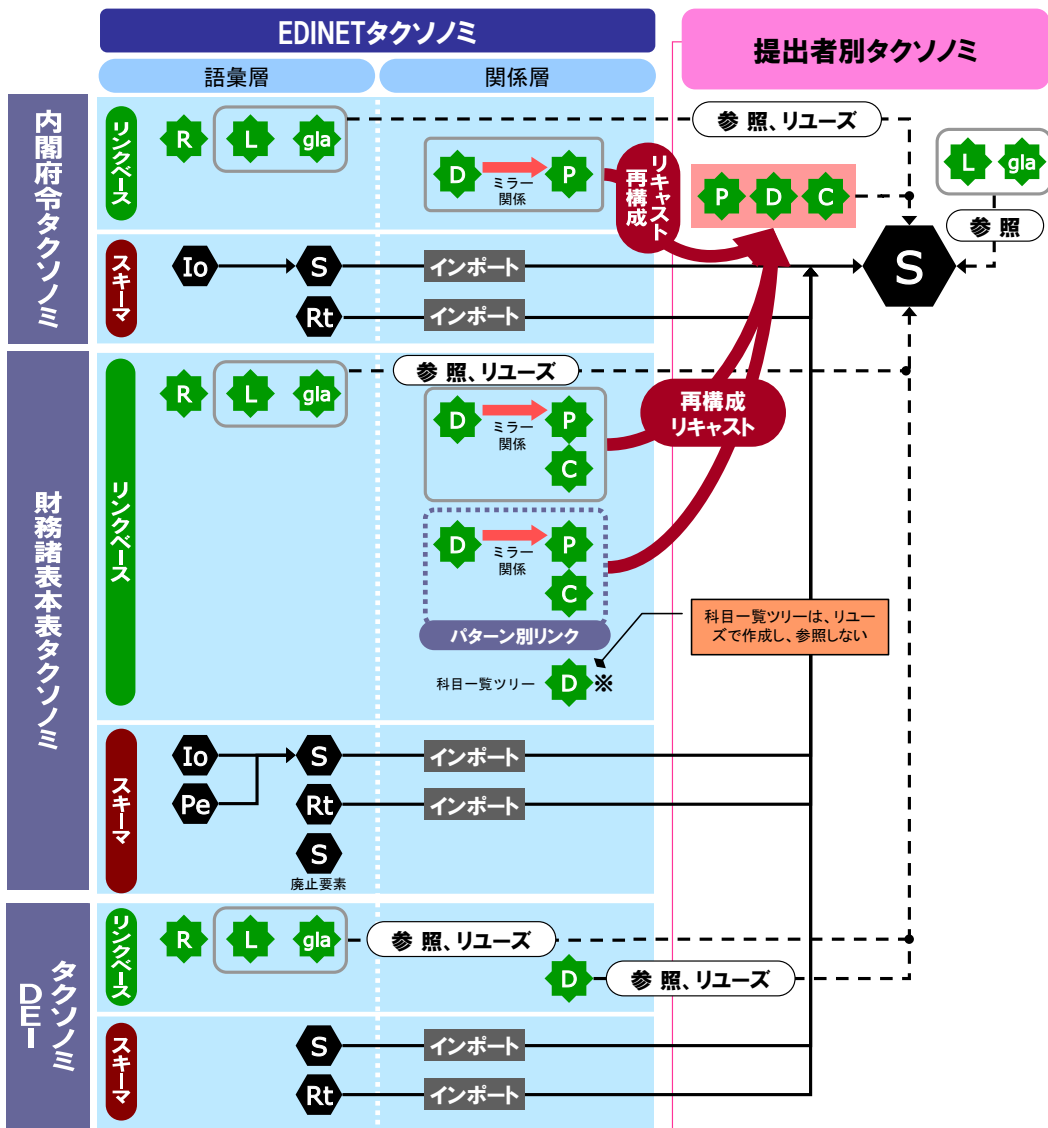 EDINETタクソノミ
提出者別タクソノミ
語彙層
関係層
内閣府令タクソノミ
リンクベース
R
L
gla
参照、リユーズ
D
ミラー
関係
P
リキャスト
再構成
P
D
C
L
gla
参照
S
スキーマ
Io
S
インポート
Rt
インポート
財務諸表本表タクソノミ
リンクベース
R
L
gla
参照、リユーズ
D
ミラー
関係
P
C
再構成
リキャスト
D
ミラー
関係
P
C
パターン別リンク
科目一覧ツリー
D
※
科目一覧ツリーは、リユー
ズで作成し、参照しない
スキーマ
Io
Pe
S
インポート
Rt
インポート
S
廃止要素
DEI
タクソノミ
リンクベース
R
L
gla
参照、リユーズ
D
参照、リユーズ
スキーマ
S
インポート
Rt
インポート